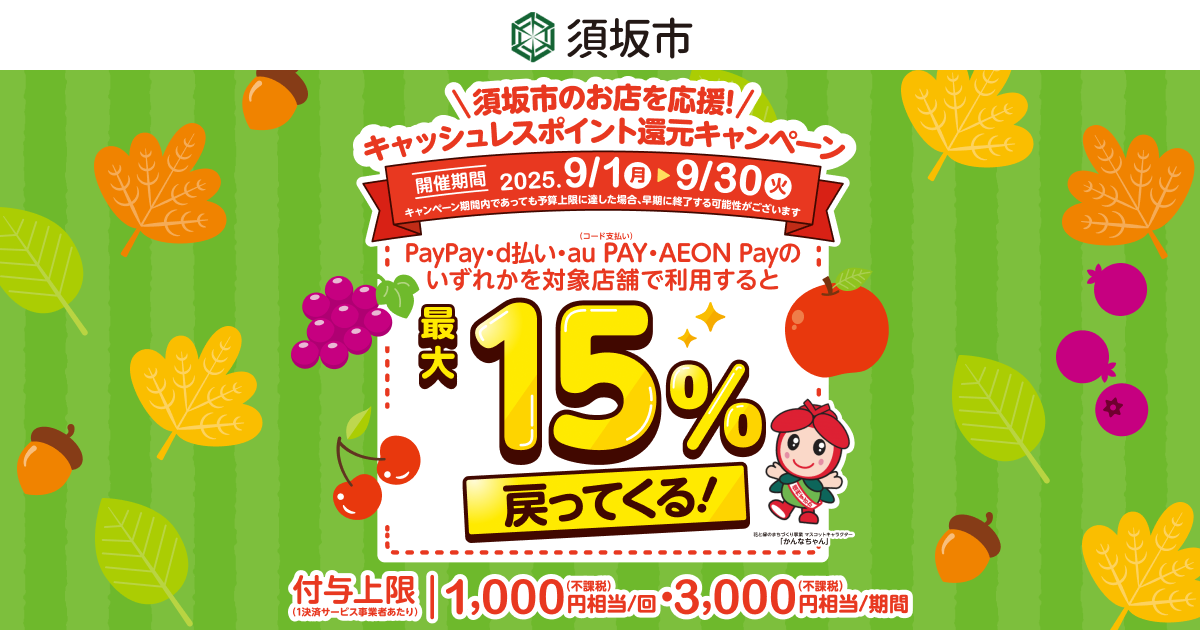 須坂市
須坂市のお店を応援!
キャッシュレスポイント還元キャンペーン
開催期間 2025.9/1月▶9/30火
キャンペーン期間内であっても予算上限に達した場合、早期に終了する可能性がございます
(コード支払い)
PayPay・d払い・au PAY・AEON Payの
いずれかを対象店舗で利用すると
最大
15%
戻ってくる!
花と緑のまちづくり事業 マスコットキャラクター
「かんなちゃん」
付与上限 1,000円相当/回(不課税)・3,000円相当/期間(不課税)
(1決済サービス事業者あたり)